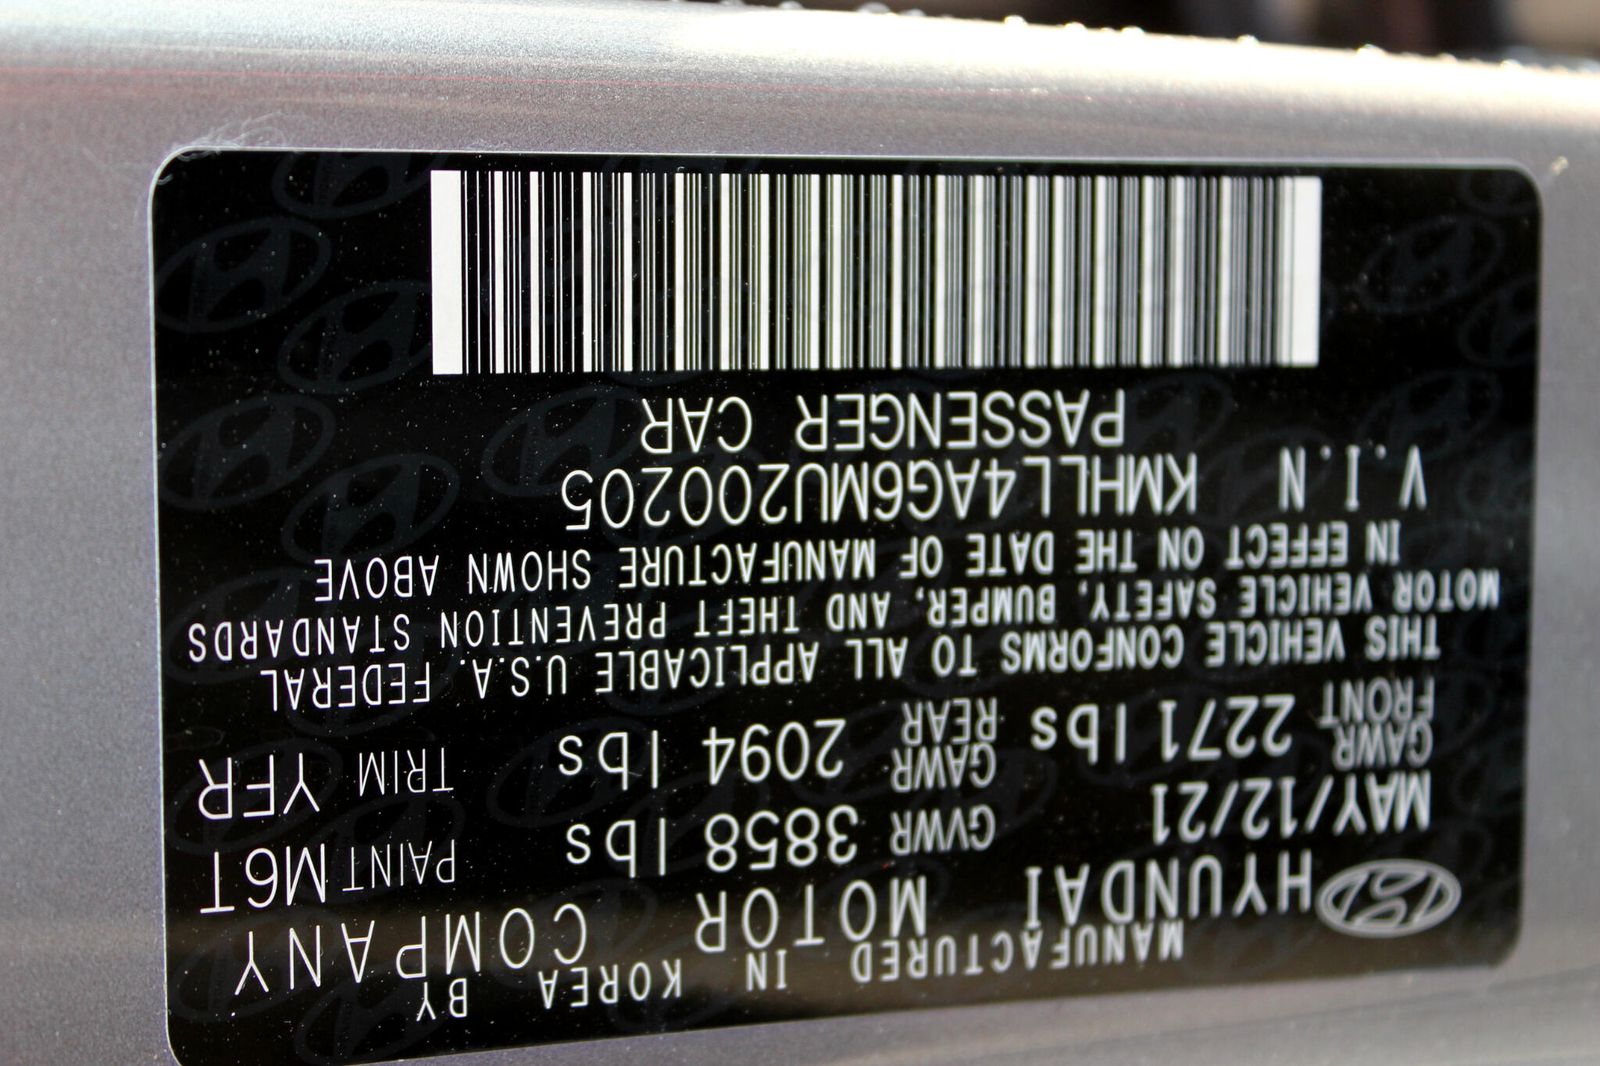 MANUFACTURED IN KOREA BY
HYUNDAI MOTOR COMPANY
MAY/12/21 GVWR 3858 lbs PAINT M6T
GAWR FRONT 2271 lbs GAWR REAR 2094 lbs TRIM YFR
THIS VEHICLE CONFORMS TO ALL APPLICABLE U.S.A. FEDERAL
MOTOR VEHICLE SAFETY, BUMPER, AND THEFT PREVENTION STANDARDS
IN EFFECT ON THE DATE OF MANUFACTURE SHOWN ABOVE
V.I.N KMHLL4AG6MU200205
PASSENGER CAR